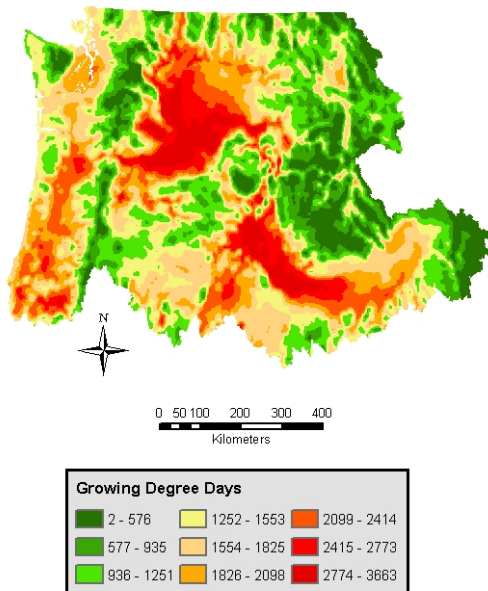 N
0 50 100 200 300 400
Kilometers
Growing Degree Days
2 - 576 1252 - 1553 2099 - 2414
577 - 935 1554 - 1825 2415 - 2773
936 - 1251 1826 - 2098 2774 - 3663